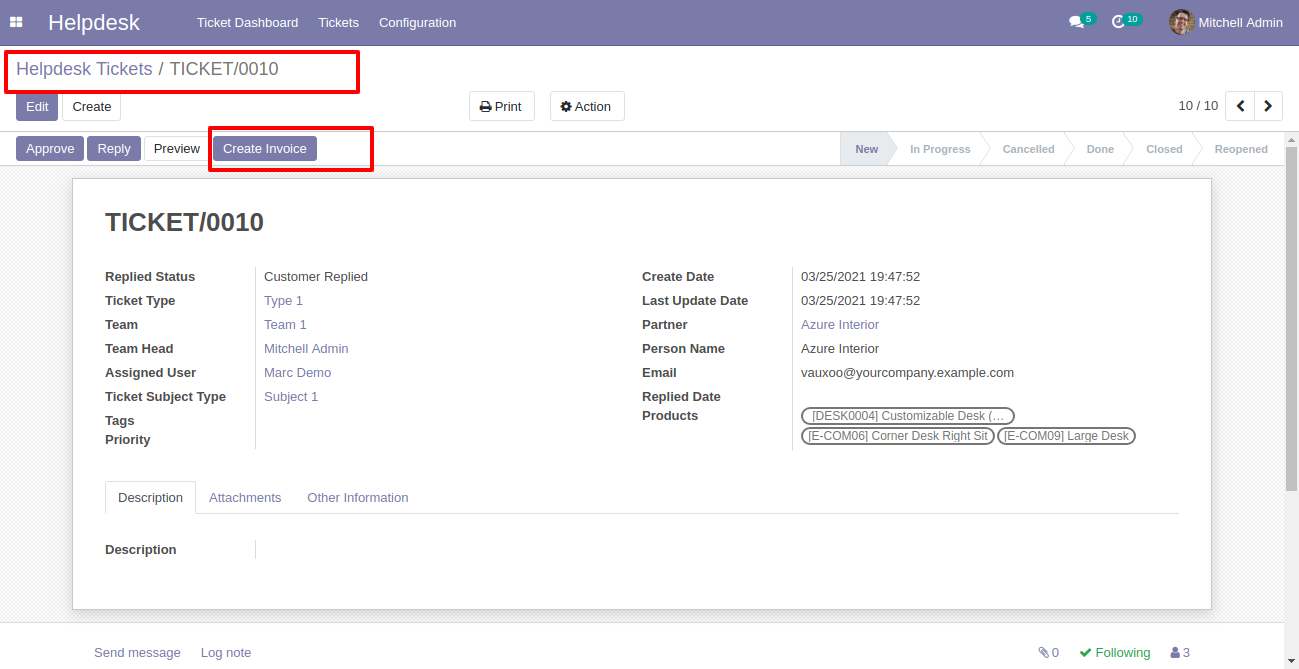 Helpdesk Ticket Dashboard Tickets Configuration 5 10 Mitchell Admin
Helpdesk Tickets / TICKET/0010
Edit Create Print Action 10 / 10
Approve Reply Preview Create Invoice New In Progress Cancelled Done Closed Reopened
TICKET/0010
Replied Status Customer Replied Create Date 03/25/2021 19:47:52
Ticket Type Type 1 Last Update Date 03/25/2021 19:47:52
Team Team 1 Partner Azure Interior
Team Head Mitchell Admin Person Name Azure Interior
Assigned User Marc Demo Email vauxoo@yourcompany.example.com
Ticket Subject Type Subject 1 Replied Date
Tags Products [DESK0004] Customizable Desk (…
Priority [E-COM06] Corner Desk Right Sit [E-COM09] Large Desk
Description Attachments Other Information
Description
Send message Log note 0 Following 3